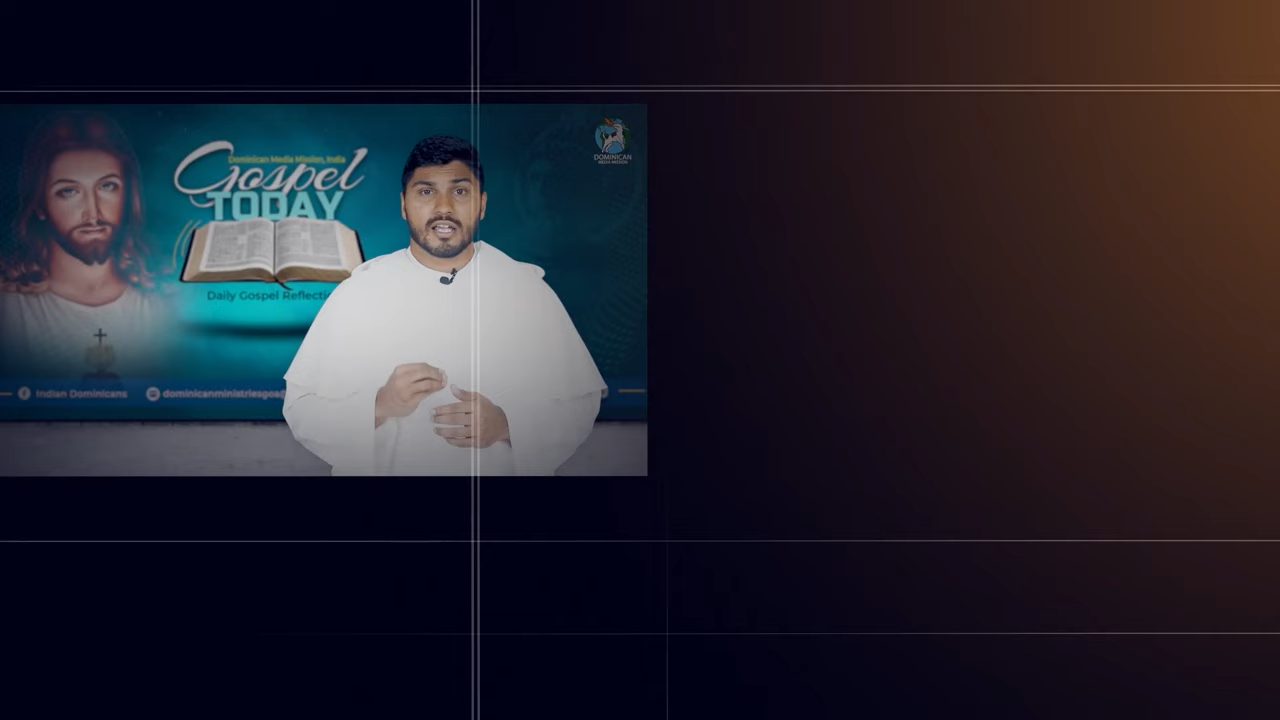 Dominican Media Mission, India
Gospel
TODAY
Daily Gospel Reflecti
Indian Dominicans
dominicanministriesgoa
DOMINICAN
MEDIA MISSION